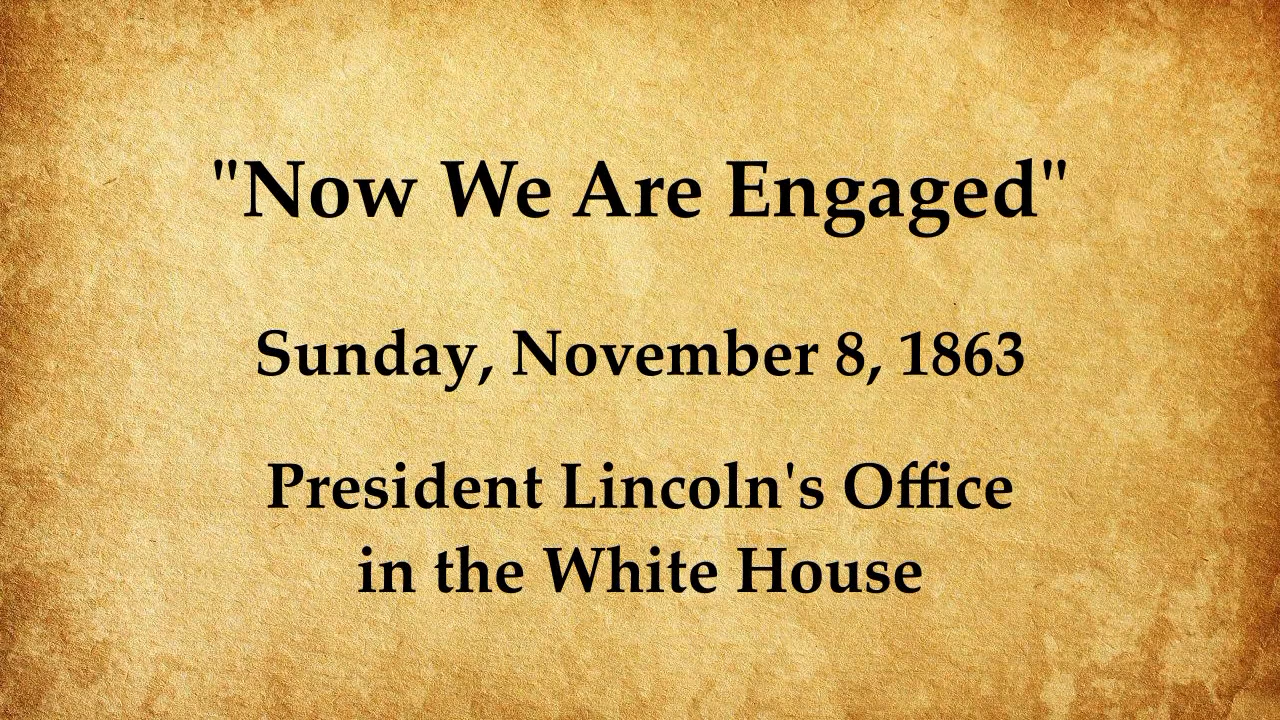 "Now We Are Engaged"
Sunday, November 8, 1863
President Lincoln's Office
in the White House